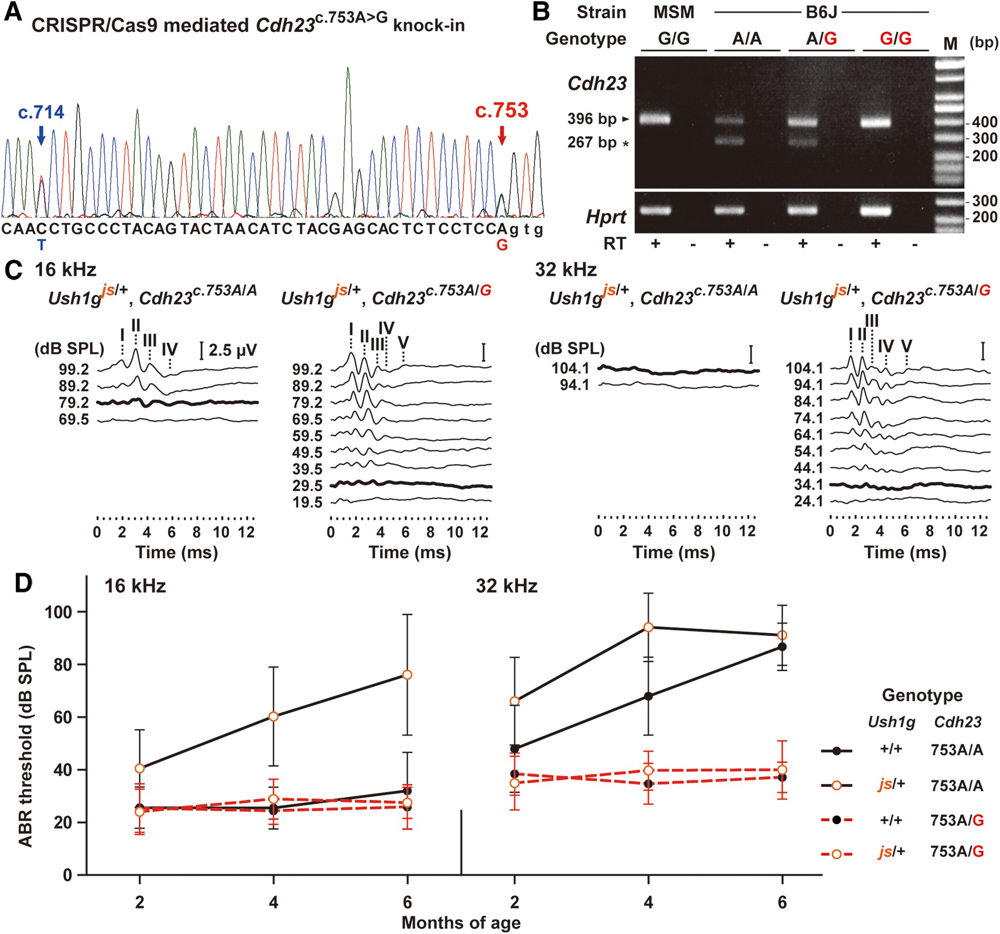 A
CRISPR/Cas9 mediated Cdh23c.753A>G knock-in
c.714
c.753
CAACCTGCCCTACAGTACTAACATCTACGAGCACTCTCCTCCAgtg
T
G
B
Strain MSM B6J
Genotype G/G A/A A/G G/G M (bp)
Cdh23
396 bp
267 bp *
400
300
200
Hprt
300
200
RT + - + - + - + -
C
16 kHz
Ush1gjs/+, Cdh23c.753A/A
I II III IV
(dB SPL)
2.5 µV
99.2
89.2
79.2
69.5
0 2 4 6 8 10 12
Time (ms)
Ush1gjs/+, Cdh23c.753A/G
I II III IV V
99.2
89.2
79.2
69.5
59.5
49.5
39.5
29.5
19.5
0 2 4 6 8 10 12
Time (ms)
32 kHz
Ush1gjs/+, Cdh23c.753A/A
(dB SPL)
104.1
94.1
0 2 4 6 8 10 12
Time (ms)
Ush1gjs/+, Cdh23c.753A/G
I II III IV V
104.1
94.1
84.1
74.1
64.1
54.1
44.1
34.1
24.1
0 2 4 6 8 10 12
Time (ms)
D
16 kHz
32 kHz
ABR threshold (dB SPL)
100
80
60
40
20
0
2 4 6 2 4 6
Months of age
Genotype
Ush1g Cdh23
+/+ 753A/A
js/+ 753A/A
+/+ 753A/G
js/+ 753A/G